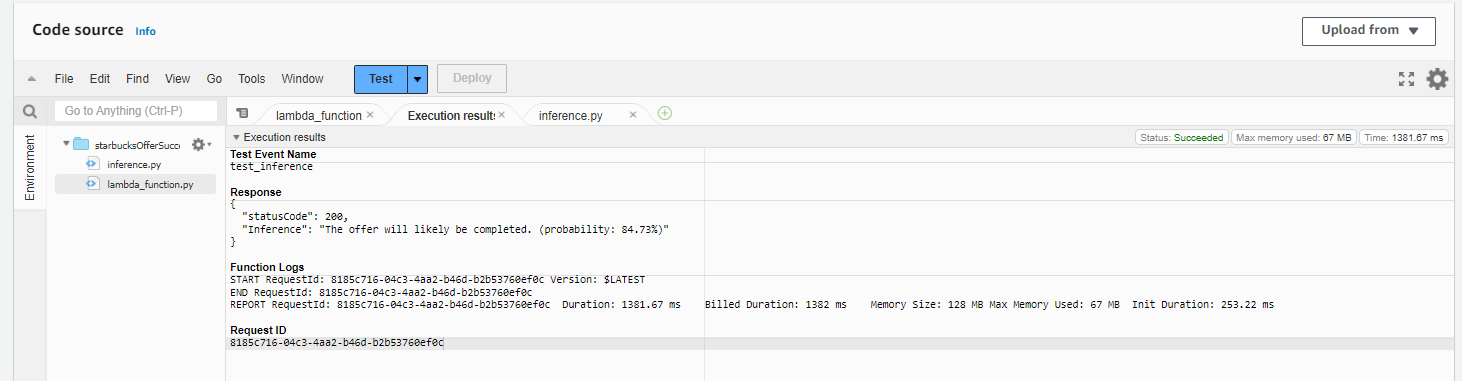 Code source Info
Upload from
File Edit Find View Go Tools Window Test Deploy
Go to Anything (Ctrl-P)
lambda_function Execution results inference.py
Environment
starbucksOfferSucc
inference.py
lambda_function.py
Execution results
Status: Succeeded Max memory used: 67 MB Time: 1381.67 ms
Test Event Name
test_inference
Response
{
"statusCode": 200,
"Inference": "The offer will likely be completed. (probability: 84.73%)"
}
Function Logs
START RequestId: 8185c716-04c3-4aa2-b46d-b2b53760ef0c Version: $LATEST
END RequestId: 8185c716-04c3-4aa2-b46d-b2b53760ef0c
REPORT RequestId: 8185c716-04c3-4aa2-b46d-b2b53760ef0c Duration: 1381.67 ms Billed Duration: 1382 ms Memory Size: 128 MB Max Memory Used: 67 MB Init Duration: 253.22 ms
Request ID
8185c716-04c3-4aa2-b46d-b2b53760ef0c